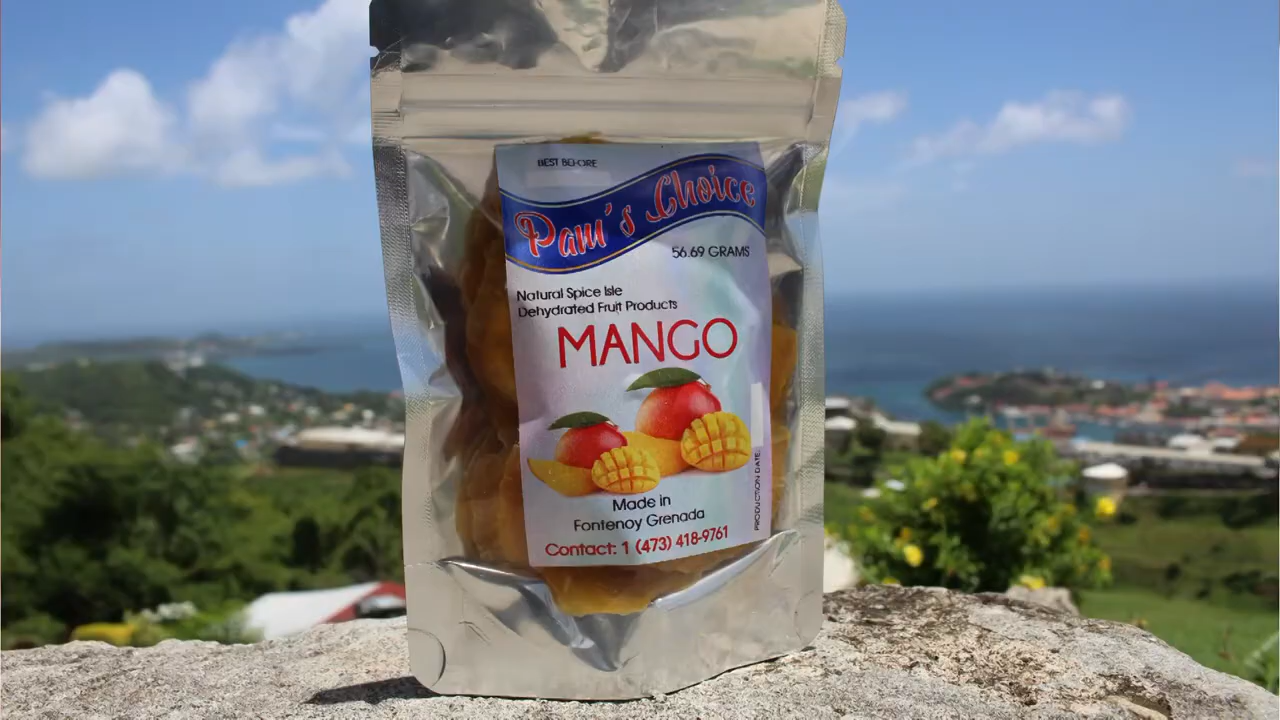 BEST BEFORE
Pam's Choice
56.69 GRAMS
Natural Spice Isle
Dehydrated Fruit Products
MANGO
Made in
Fontenoy Grenada
Contact: 1 (473) 418-9761
PRODUCTION DATE: